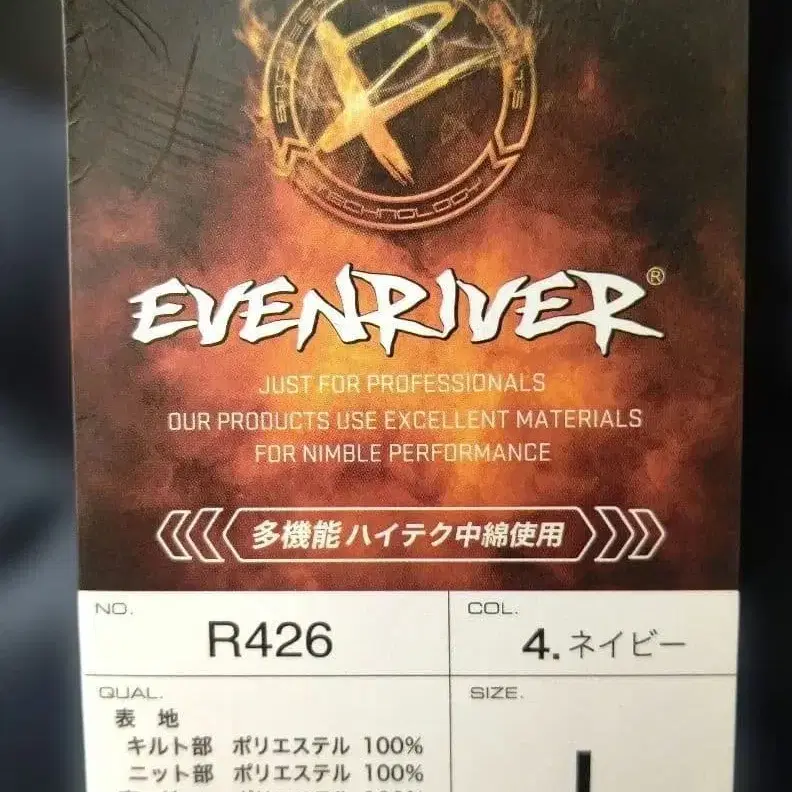 R
TECHNOLOGY
EVENRIVER®
JUST FOR PROFESSIONALS
OUR PRODUCTS USE EXCELLENT MATERIALS
FOR NIMBLE PERFORMANCE
多機能ハイテク中綿使用
NO. R426
COL. 4.ネイビー
QUAL.
SIZE.
表 地
キルト部 ポリエステル 100%
ニット部 ポリエステル 100%